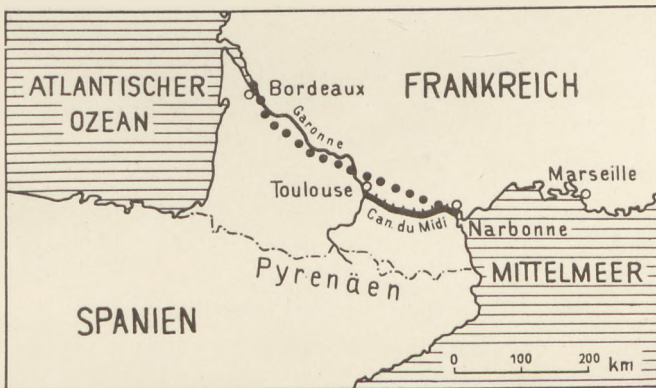 ATLANTISCHER
OZEAN
Bordeaux
FRANKREICH
Garonne
Toulouse
Marseille
Can. du Midi
Narbonne
Pyrenäen
MITTELMEER
SPANIEN
0 100 200 km